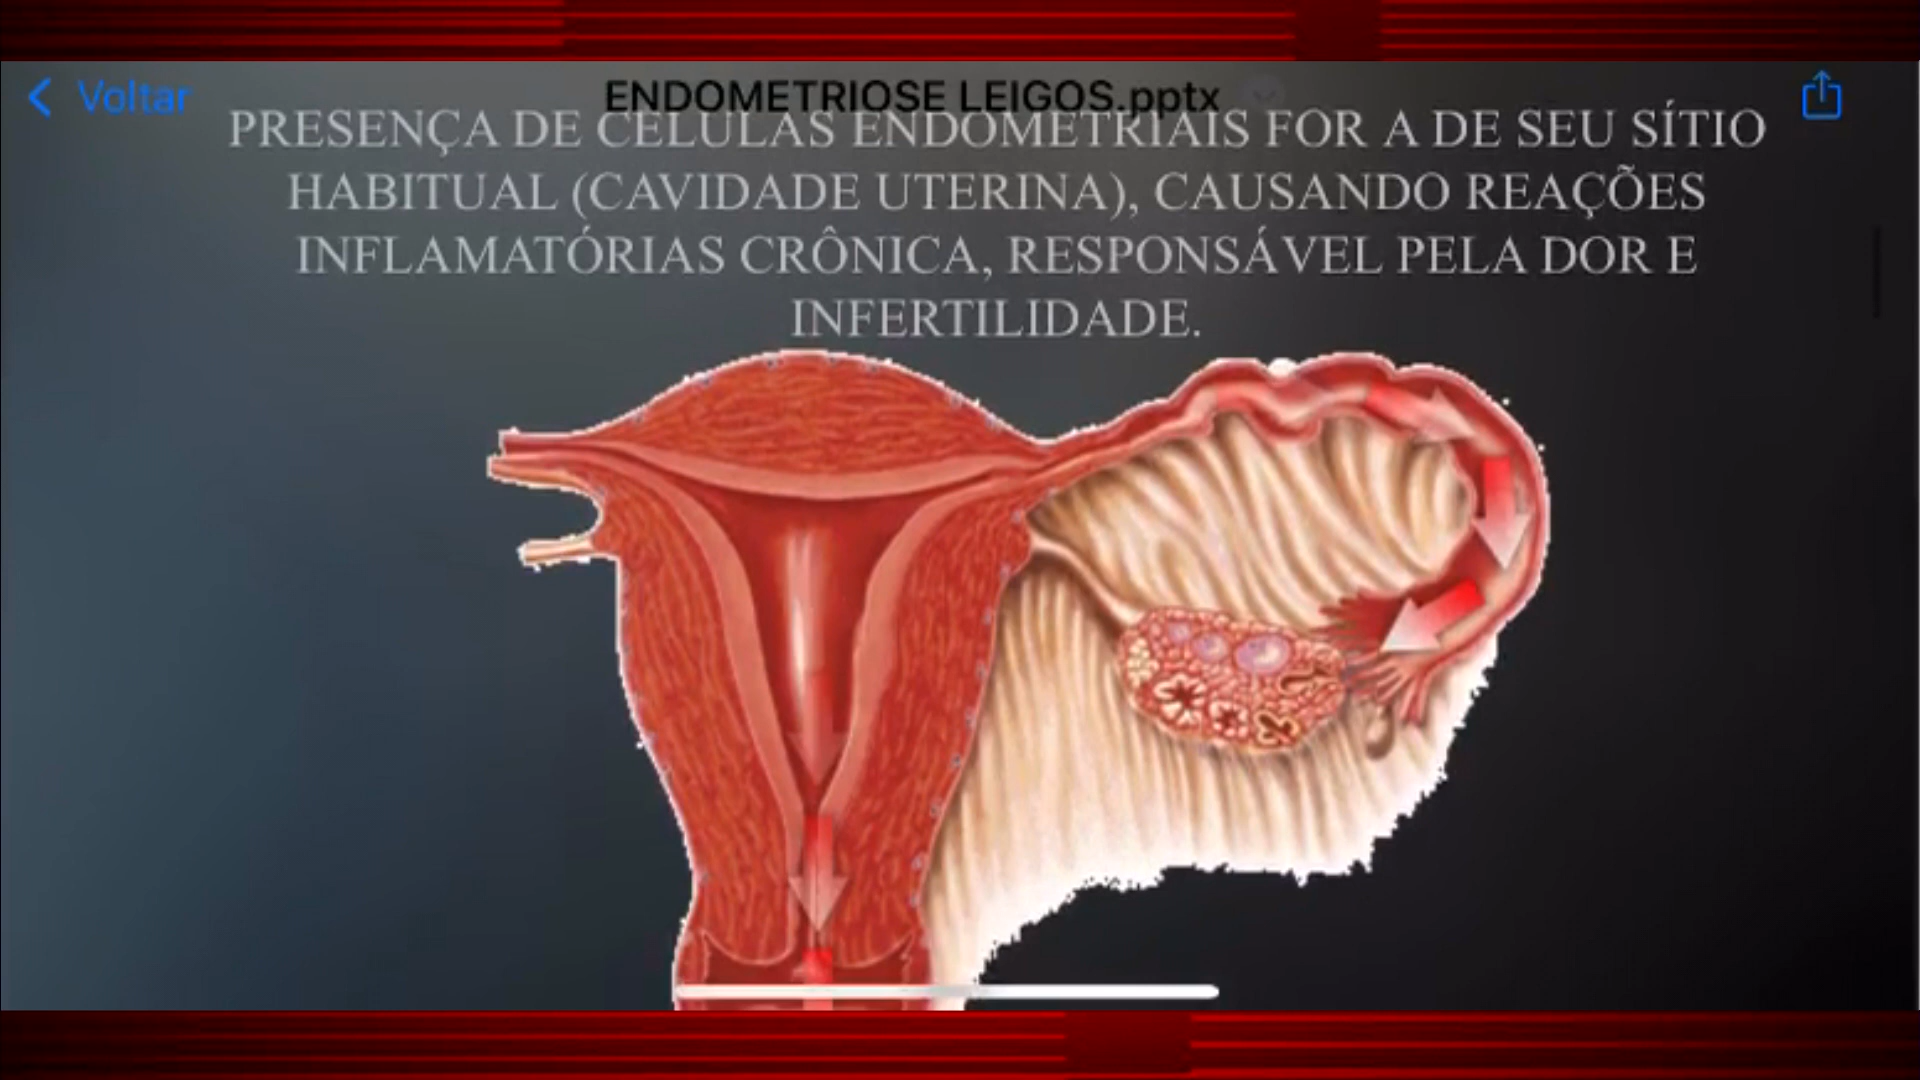 Voltar
ENDOMETRIOSE LEIGOS.pptx
PRESENÇA DE CÉLULAS ENDOMETRIAIS FOR A DE SEU SÍTIO
HABITUAL (CAVIDADE UTERINA), CAUSANDO REAÇÕES
INFLAMATÓRIAS CRÔNICA, RESPONSÁVEL PELA DOR E
INFERTILIDADE.